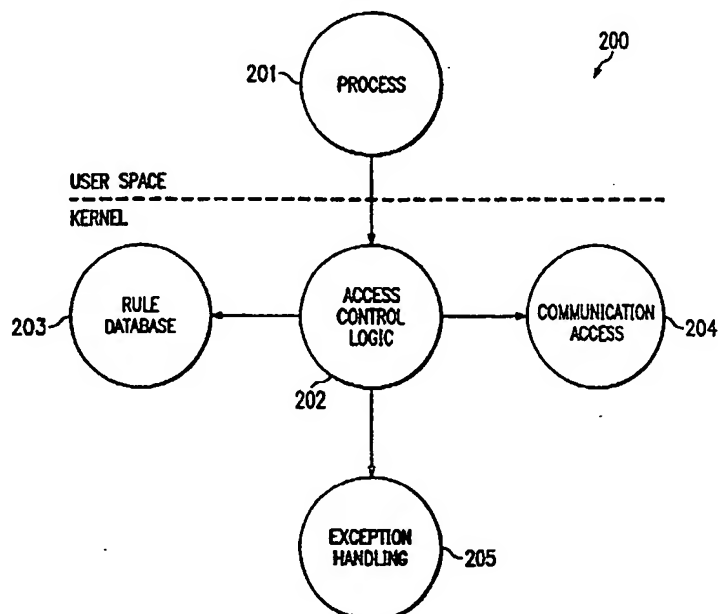 200
201
PROCESS
USER SPACE
KERNEL
RULE
DATABASE
203
ACCESS
CONTROL
LOGIC
202
COMMUNICATION
ACCESS
204
EXCEPTION
HANDLING
205